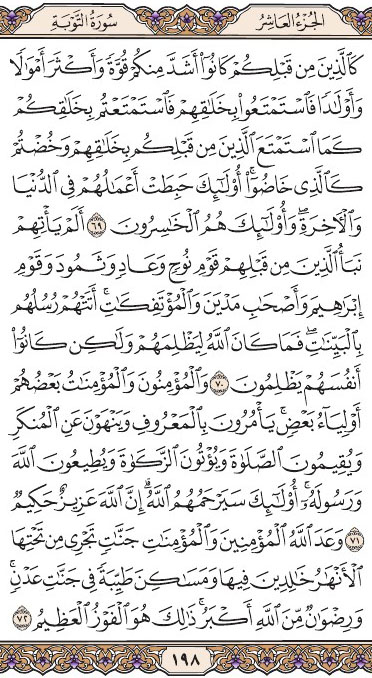 الجزء العاشر
سورة التوبة
كَٱلَّذِينَ مِن قَبْلِكُمْ كَانُوٓا۟ أَشَدَّ مِنكُمْ قُوَّةً وَأَكْثَرَ أَمْوَٰلًا
وَأَوْلَٰدًا فَٱسْتَمْتَعُوا۟ بِخَلَٰقِهِمْ فَٱسْتَمْتَعْتُم بِخَلَٰقِكُمْ
كَمَا ٱسْتَمْتَعَ ٱلَّذِينَ مِن قَبْلِكُم بِخَلَٰقِهِمْ وَخُضْتُمْ
كَٱلَّذِى خَاضُوٓا۟ ۚ أُو۟لَٰٓئِكَ حَبِطَتْ أَعْمَٰلُهُمْ فِى ٱلدُّنْيَا
وَٱلْءَاخِرَةِ ۖ وَأُو۟لَٰٓئِكَ هُمُ ٱلْخَٰسِرُونَ ٦٩ أَلَمْ يَأْتِهِمْ
نَبَأُ ٱلَّذِينَ مِن قَبْلِهِمْ قَوْمِ نُوحٍ وَعَادٍ وَثَمُودَ وَقَوْمِ
إِبْرَٰهِيمَ وَأَصْحَٰبِ مَدْيَنَ وَٱلْمُؤْتَفِكَٰتِ ۚ أَتَتْهُمْ رُسُلُهُم
بِٱلْبَيِّنَٰتِ ۖ فَمَا كَانَ ٱللَّهُ لِيَظْلِمَهُمْ وَلَٰكِن كَانُوٓا۟
أَنفُسَهُمْ يَظْلِمُونَ ٧٠ وَٱلْمُؤْمِنُونَ وَٱلْمُؤْمِنَٰتُ بَعْضُهُمْ
أَوْلِيَآءُ بَعْضٍ ۚ يَأْمُرُونَ بِٱلْمَعْرُوفِ وَيَنْهَوْنَ عَنِ ٱلْمُنكَرِ
وَيُقِيمُونَ ٱلصَّلَوٰةَ وَيُؤْتُونَ ٱلزَّكَوٰةَ وَيُطِيعُونَ ٱللَّهَ
وَرَسُولَهُۥٓ ۚ أُو۟لَٰٓئِكَ سَيَرْحَمُهُمُ ٱللَّهُ ۗ إِنَّ ٱللَّهَ عَزِيزٌ حَكِيمٌ
٧١ وَعَدَ ٱللَّهُ ٱلْمُؤْمِنِينَ وَٱلْمُؤْمِنَٰتِ جَنَّٰتٍ تَجْرِى مِن تَحْتِهَا
ٱلْأَنْهَٰرُ خَٰلِدِينَ فِيهَا وَمَسَٰكِنَ طَيِّبَةً فِى جَنَّٰتِ عَدْنٍ ۚ
وَرِضْوَٰنٌ مِّنَ ٱللَّهِ أَكْبَرُ ۚ ذَٰلِكَ هُوَ ٱلْفَوْزُ ٱلْعَظِيمُ ٧٢
١٩٨